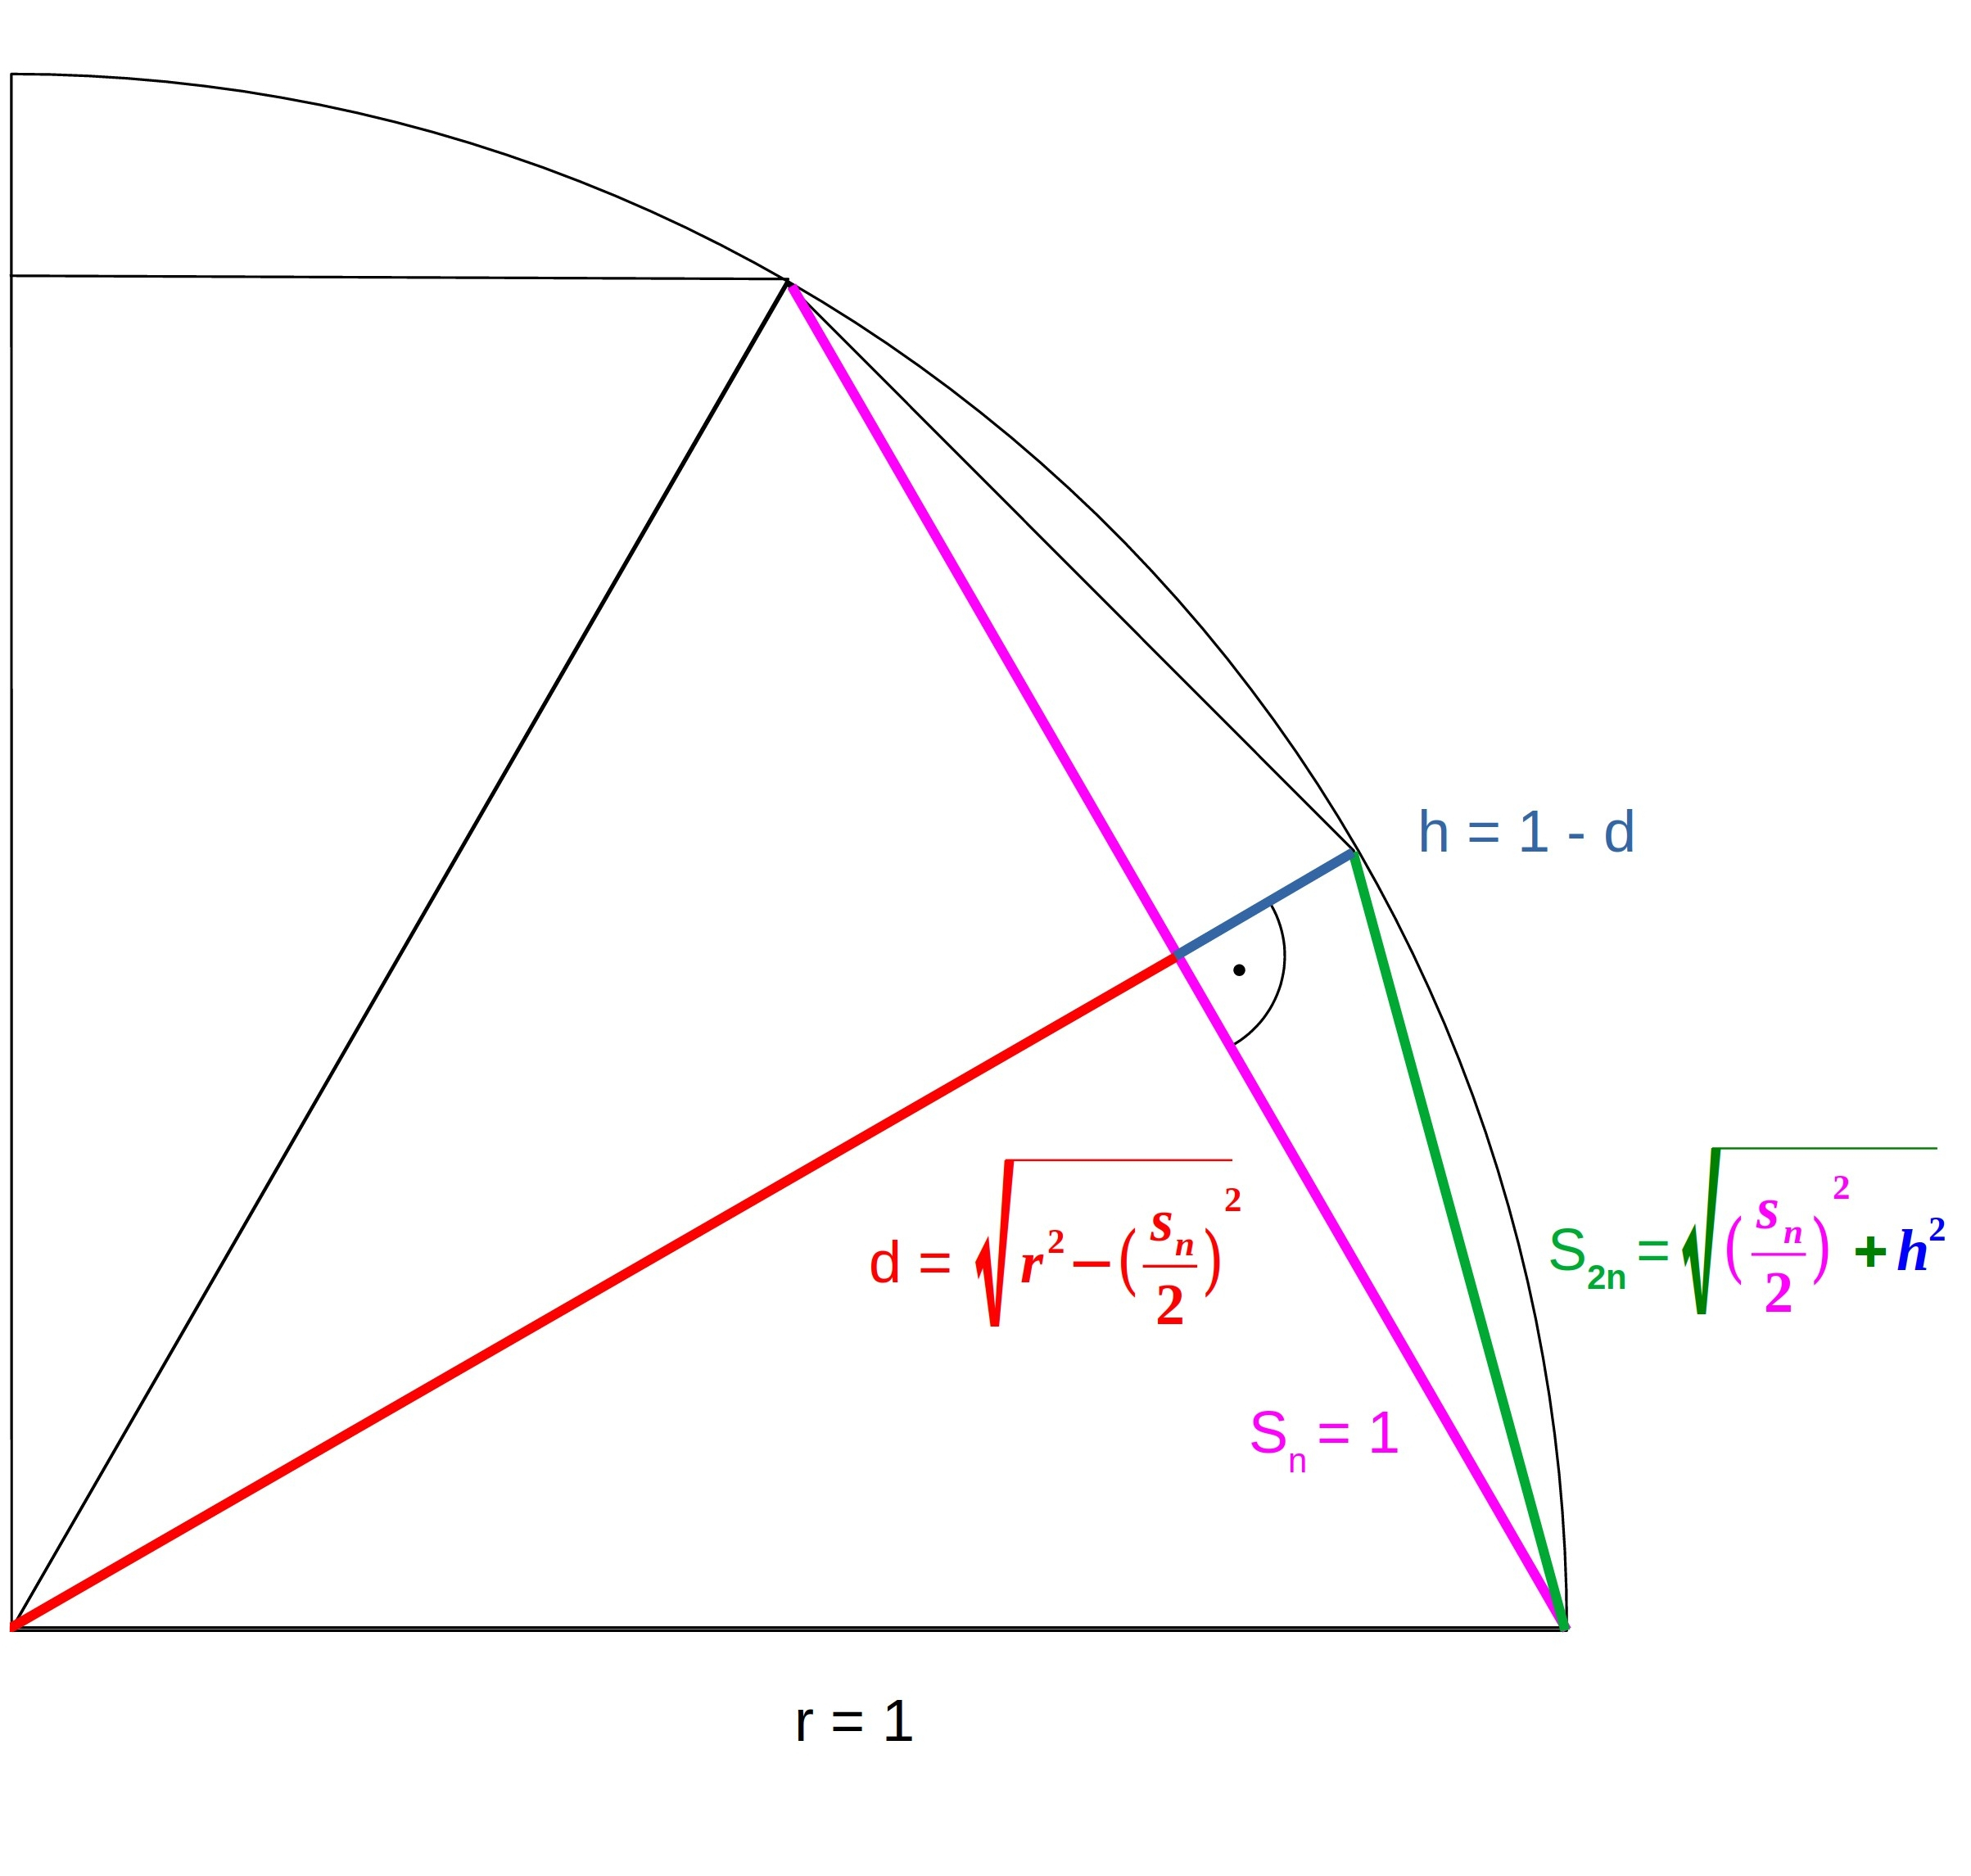 h = 1 - d
d = √(r² − (sₙ/2)²)
S₂ₙ = √((sₙ/2)² + h²)
Sₙ = 1
r = 1